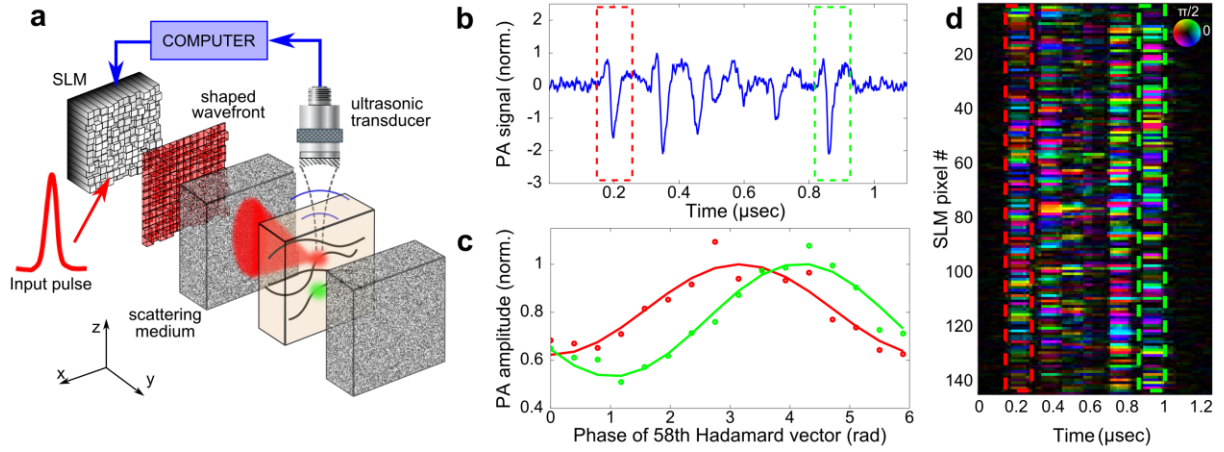 a
COMPUTER
SLM
shaped
wavefront
ultrasonic
transducer
Input pulse
scattering
medium
z
x
y
b
PA signal (norm.)
2
1
0
-1
-2
-3
0.2
0.4
0.6
0.8
1
Time (µsec)
c
PA amplitude (norm.)
1
0.8
0.6
0.4
0
1
2
3
4
5
6
Phase of 58th Hadamard vector (rad)
d
π/2
0
SLM pixel #
20
40
60
80
100
120
140
0
0.2
0.4
0.6
0.8
1
1.2
Time (µsec)